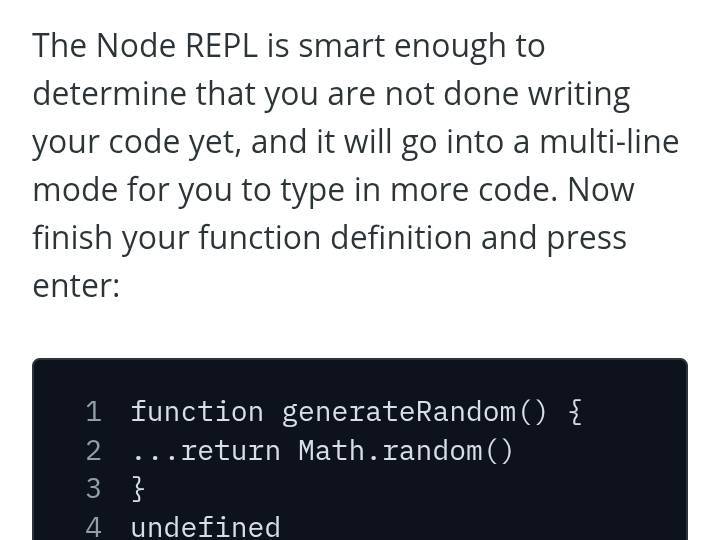 The Node REPL is smart enough to
determine that you are not done writing
your code yet, and it will go into a multi-line
mode for you to type in more code. Now
finish your function definition and press
enter:
1 function generateRandom() {
2 ...return Math.random()
3 }
4 undefined